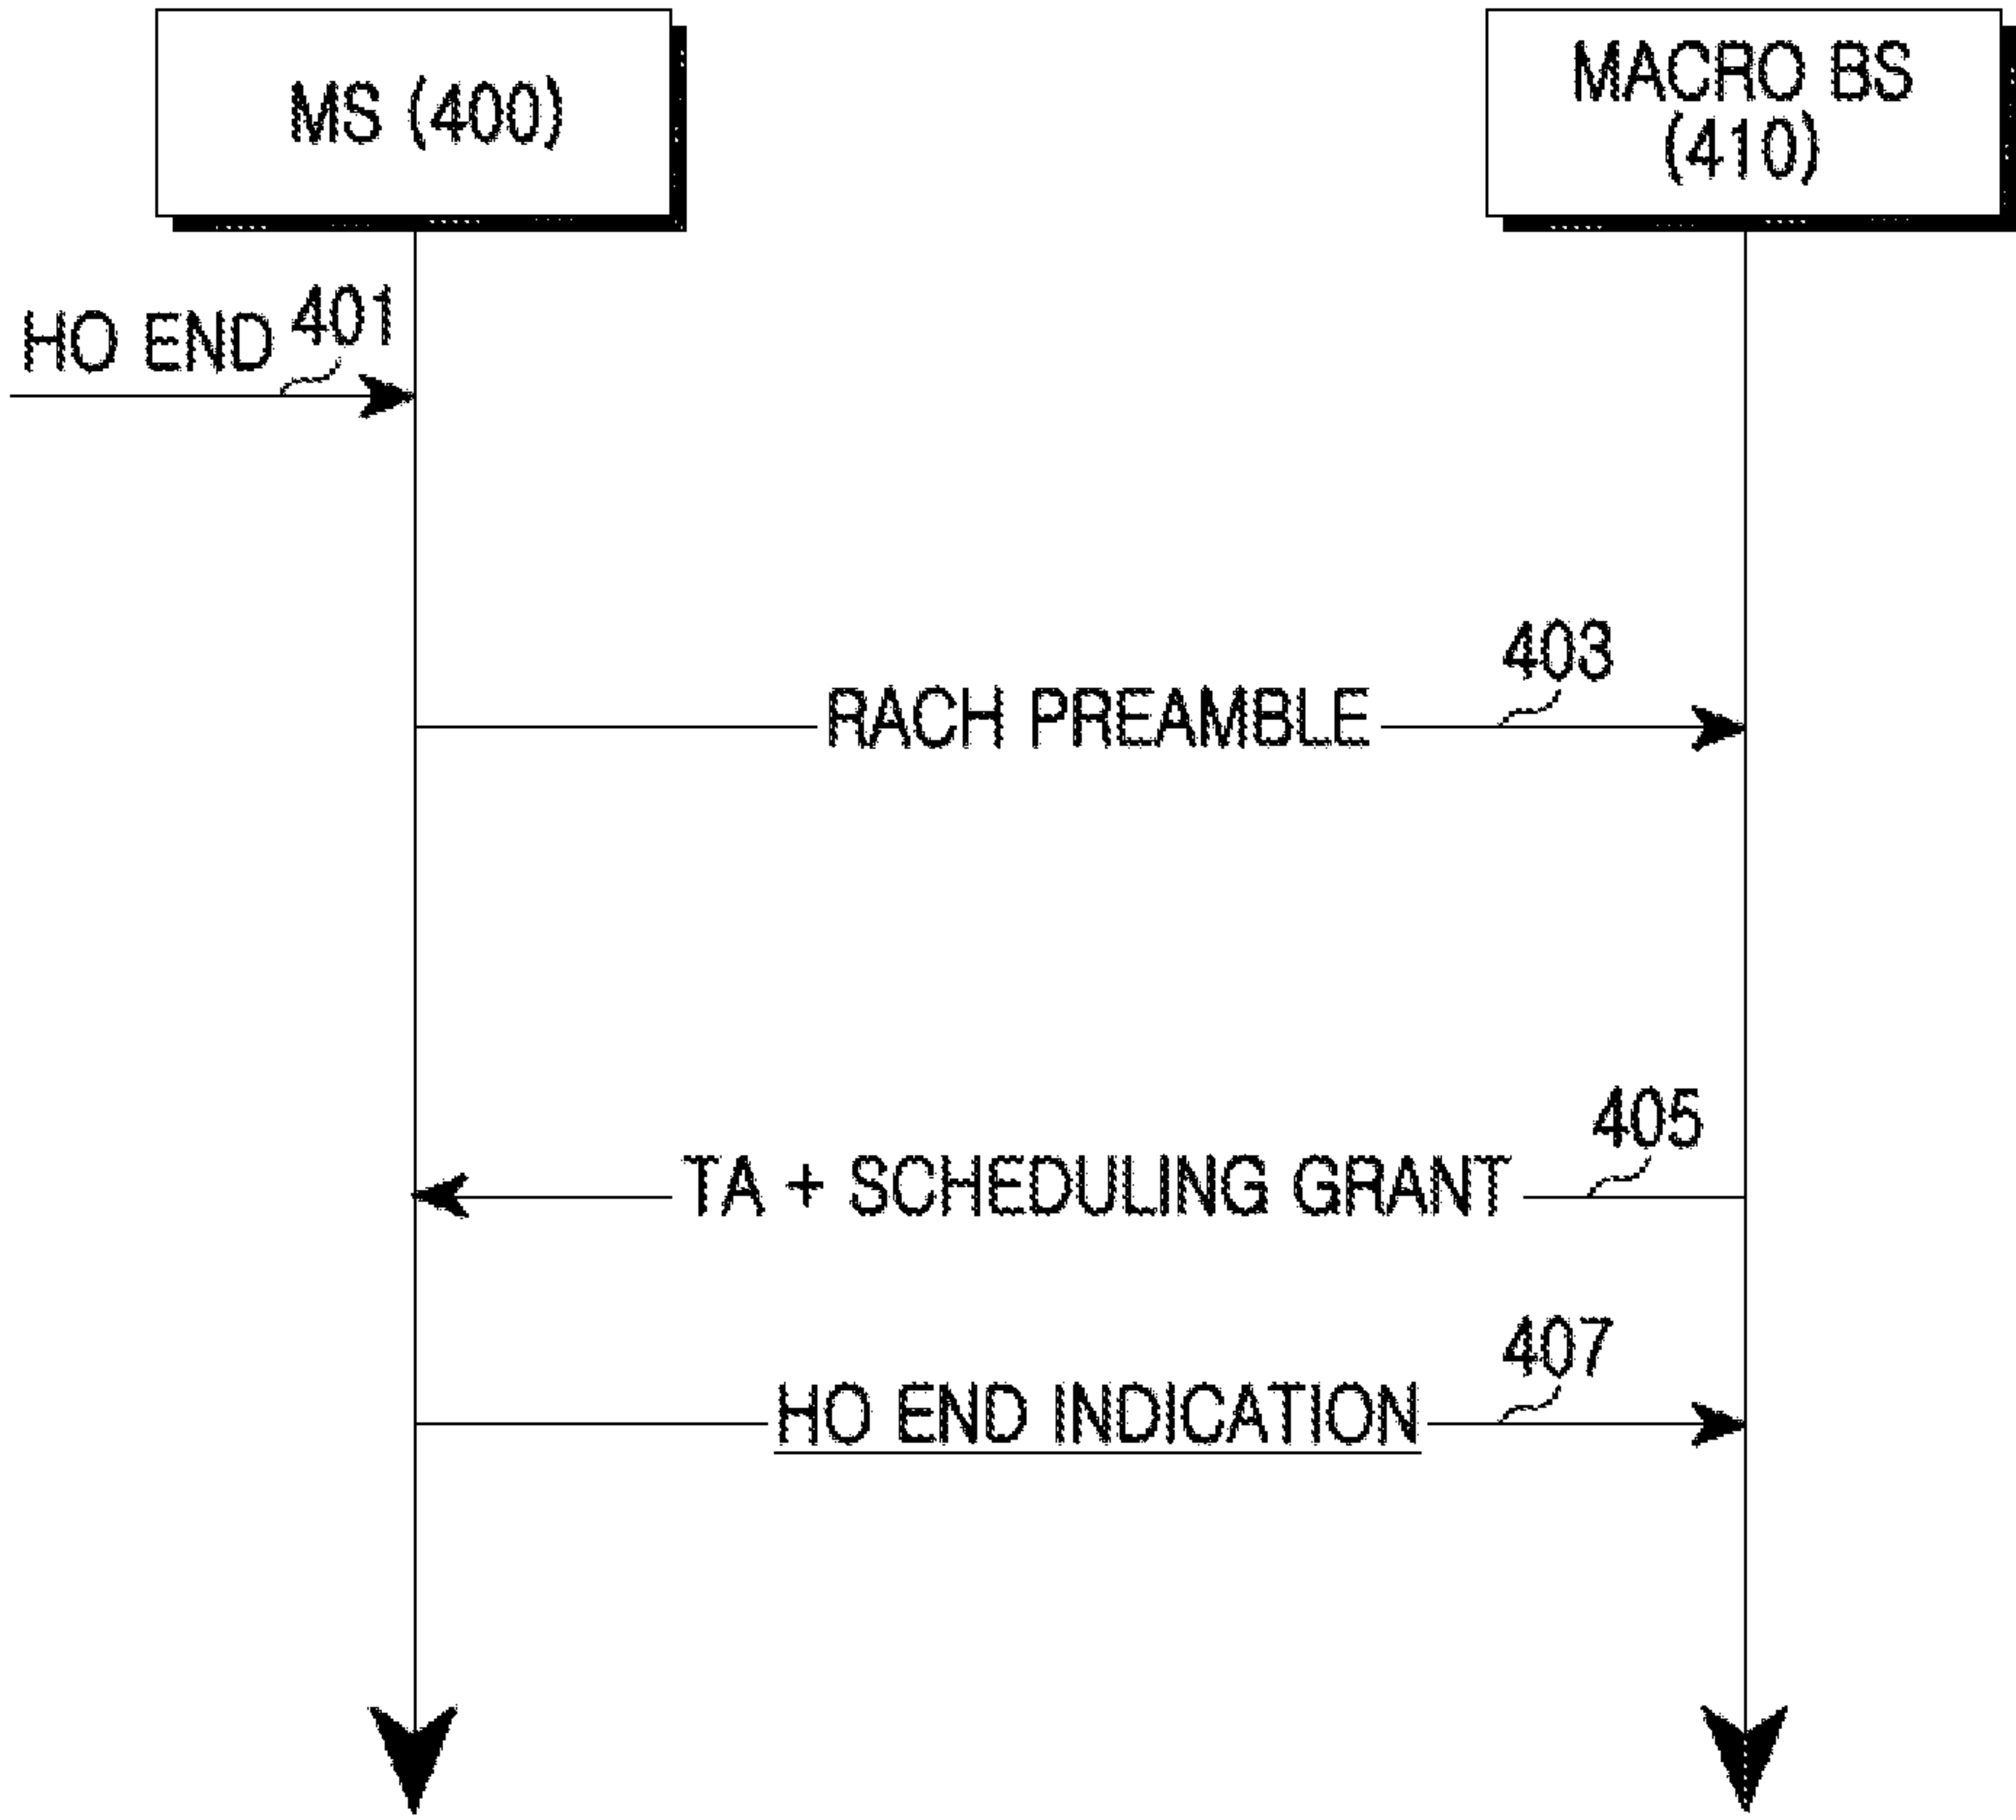 MS (400)
MACRO BS
(410)
HO END
401
403
RACH PREAMBLE
405
TA + SCHEDULING GRANT
407
HO END INDICATION